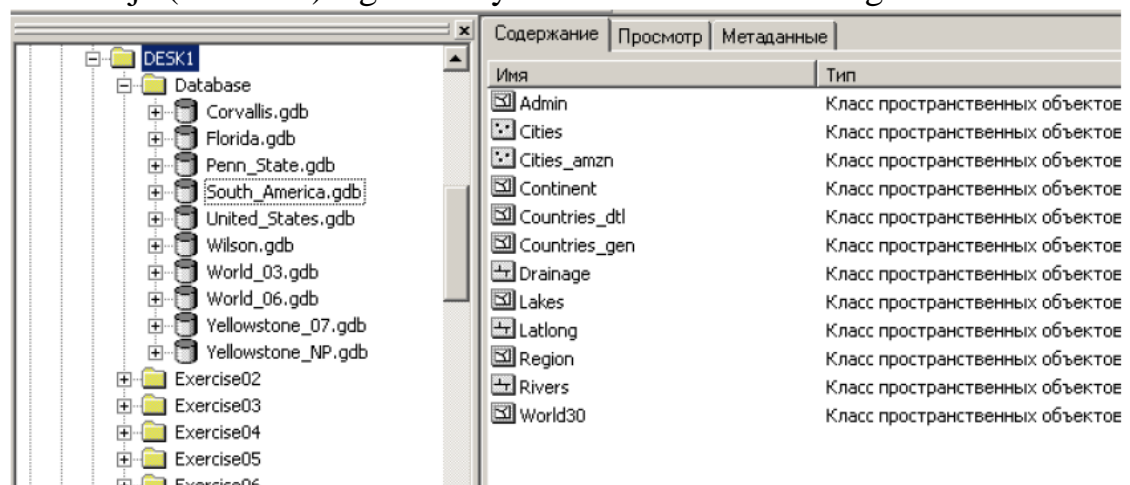 Содержание Просмотр Метаданные
DESK1
Database
Corvallis.gdb
Florida.gdb
Penn_State.gdb
South_America.gdb
United_States.gdb
Wilson.gdb
World_03.gdb
World_06.gdb
Yellowstone_07.gdb
Yellowstone_NP.gdb
Exercise02
Exercise03
Exercise04
Exercise05
Имя Тип
Admin Класс пространственных объектов
Cities Класс пространственных объектов
Cities_amzn Класс пространственных объектов
Continent Класс пространственных объектов
Countries_dtl Класс пространственных объектов
Countries_gen Класс пространственных объектов
Drainage Класс пространственных объектов
Lakes Класс пространственных объектов
Latlong Класс пространственных объектов
Region Класс пространственных объектов
Rivers Класс пространственных объектов
World30 Класс пространственных объектов